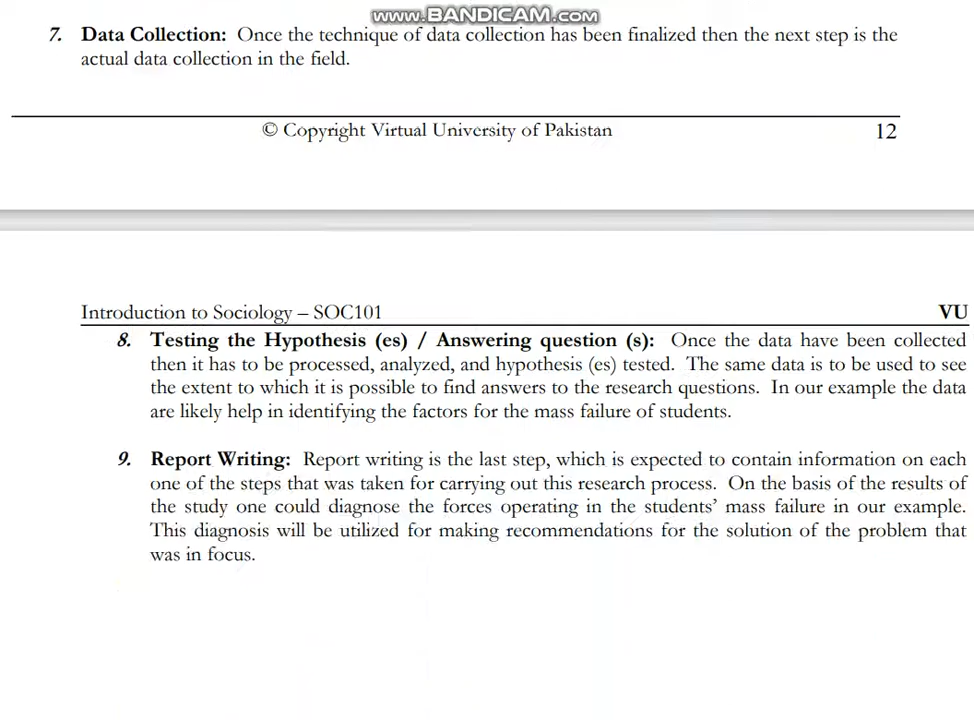 www.BANDICAM.com
7. Data Collection: Once the technique of data collection has been finalized then the next step is the
actual data collection in the field.
© Copyright Virtual University of Pakistan 12
Introduction to Sociology – SOC101 VU
8. Testing the Hypothesis (es) / Answering question (s): Once the data have been collected
then it has to be processed, analyzed, and hypothesis (es) tested. The same data is to be used to see
the extent to which it is possible to find answers to the research questions. In our example the data
are likely help in identifying the factors for the mass failure of students.
9. Report Writing: Report writing is the last step, which is expected to contain information on each
one of the steps that was taken for carrying out this research process. On the basis of the results of
the study one could diagnose the forces operating in the students’ mass failure in our example.
This diagnosis will be utilized for making recommendations for the solution of the problem that
was in focus.